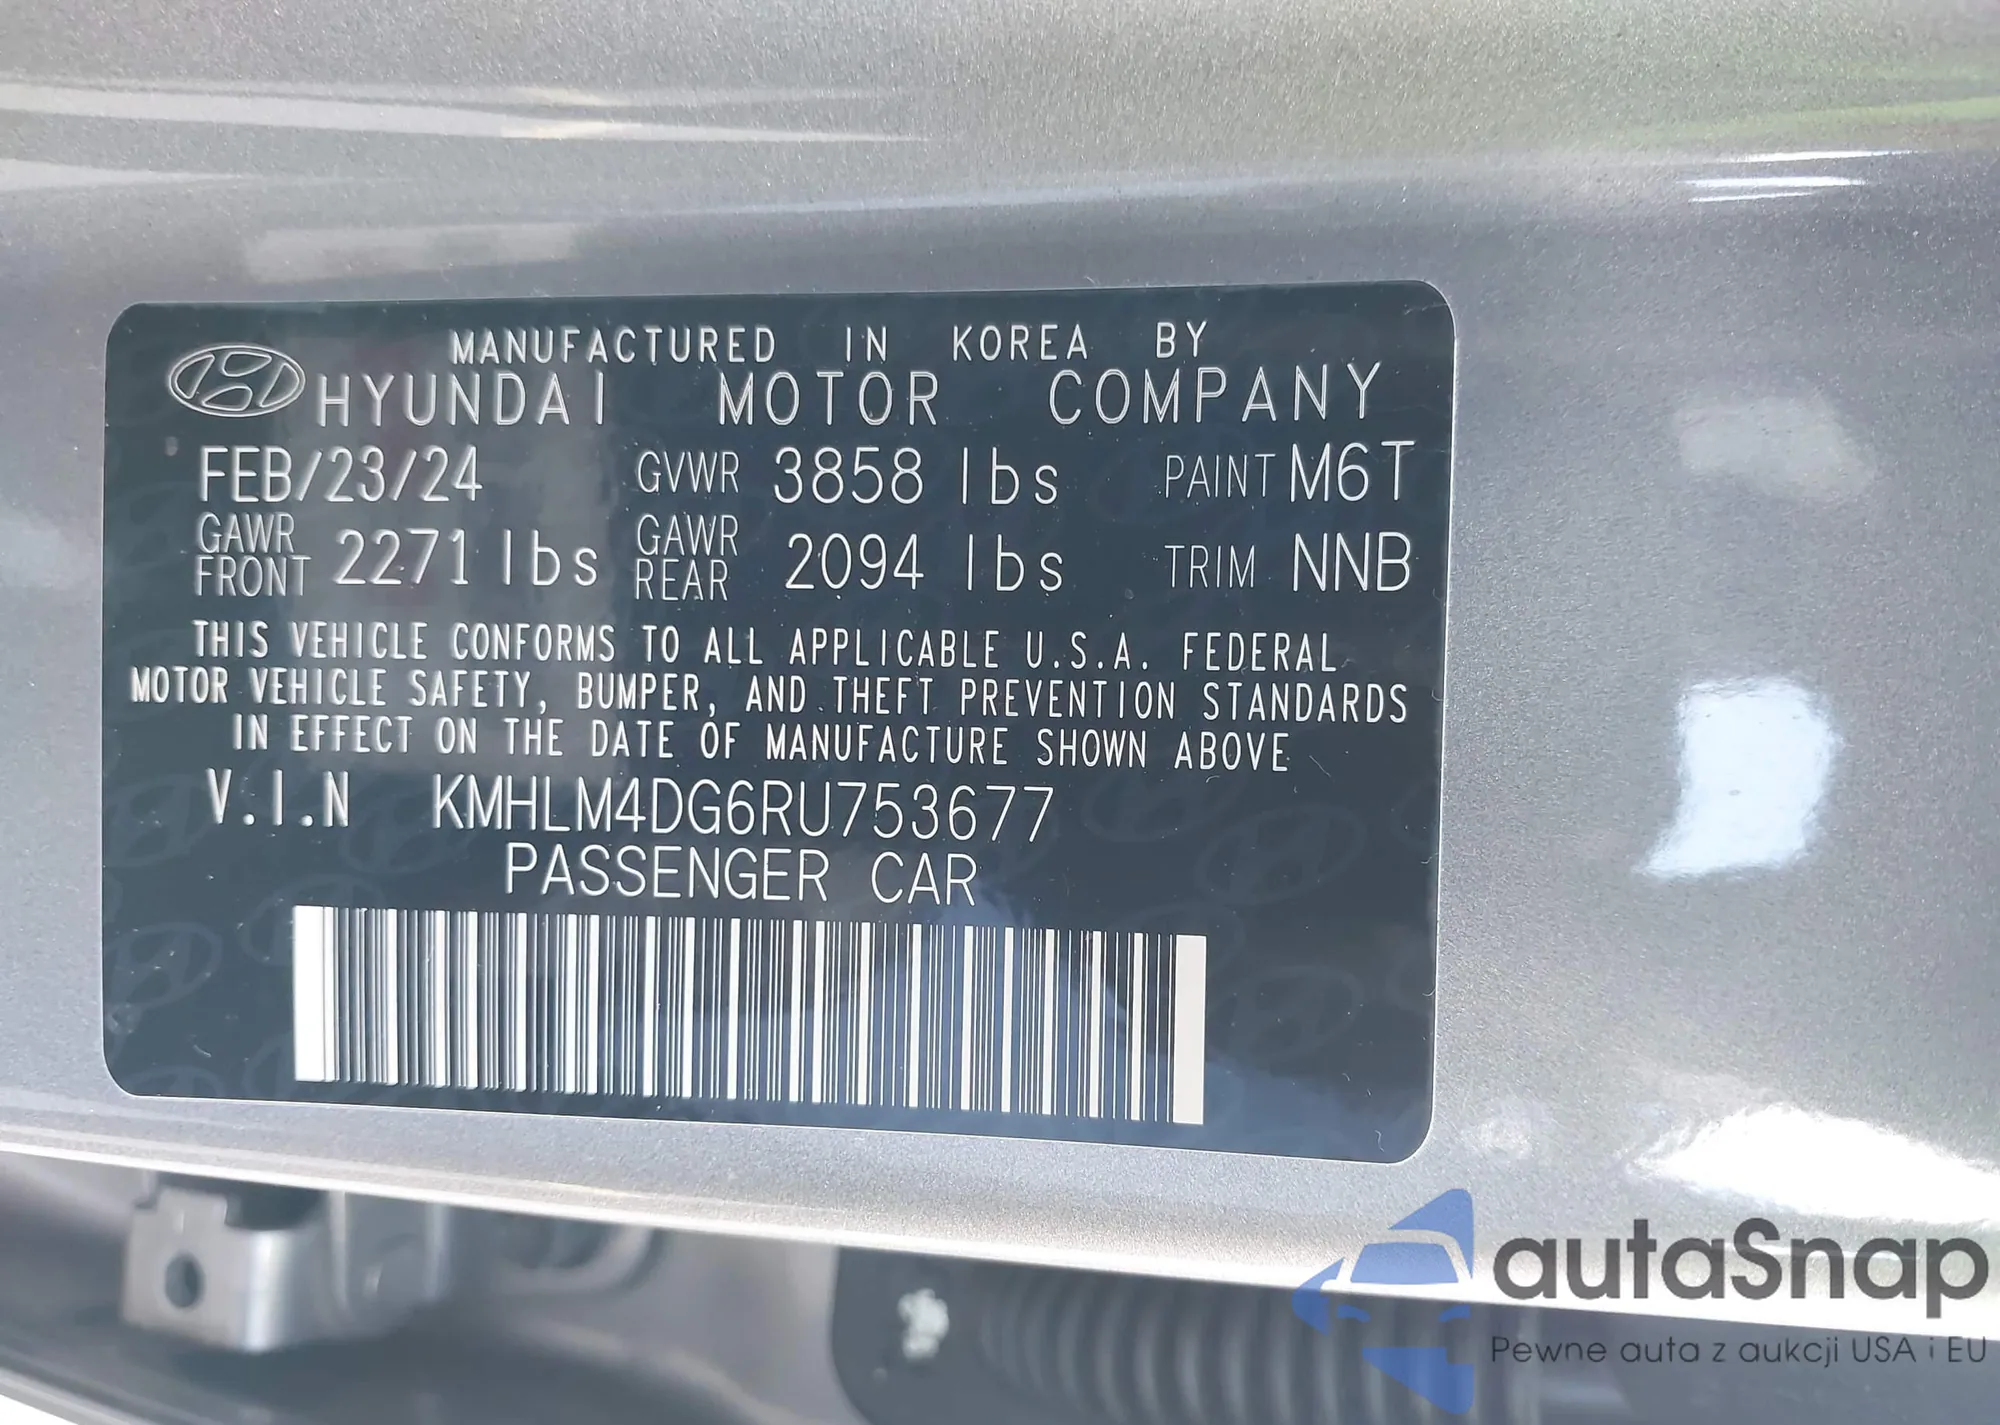 MANUFACTURED IN KOREA BY
HYUNDAI MOTOR COMPANY
FEB/23/24 GVWR 3858 lbs PAINT M6T
GAWR FRONT 2271 lbs GAWR REAR 2094 lbs TRIM NNB
THIS VEHICLE CONFORMS TO ALL APPLICABLE U.S.A. FEDERAL
MOTOR VEHICLE SAFETY, BUMPER, AND THEFT PREVENTION STANDARDS
IN EFFECT ON THE DATE OF MANUFACTURE SHOWN ABOVE
V.I.N KMHLM4DG6RU753677
PASSENGER CAR
autaSnap
Pewne auta z aukcji USA i EU